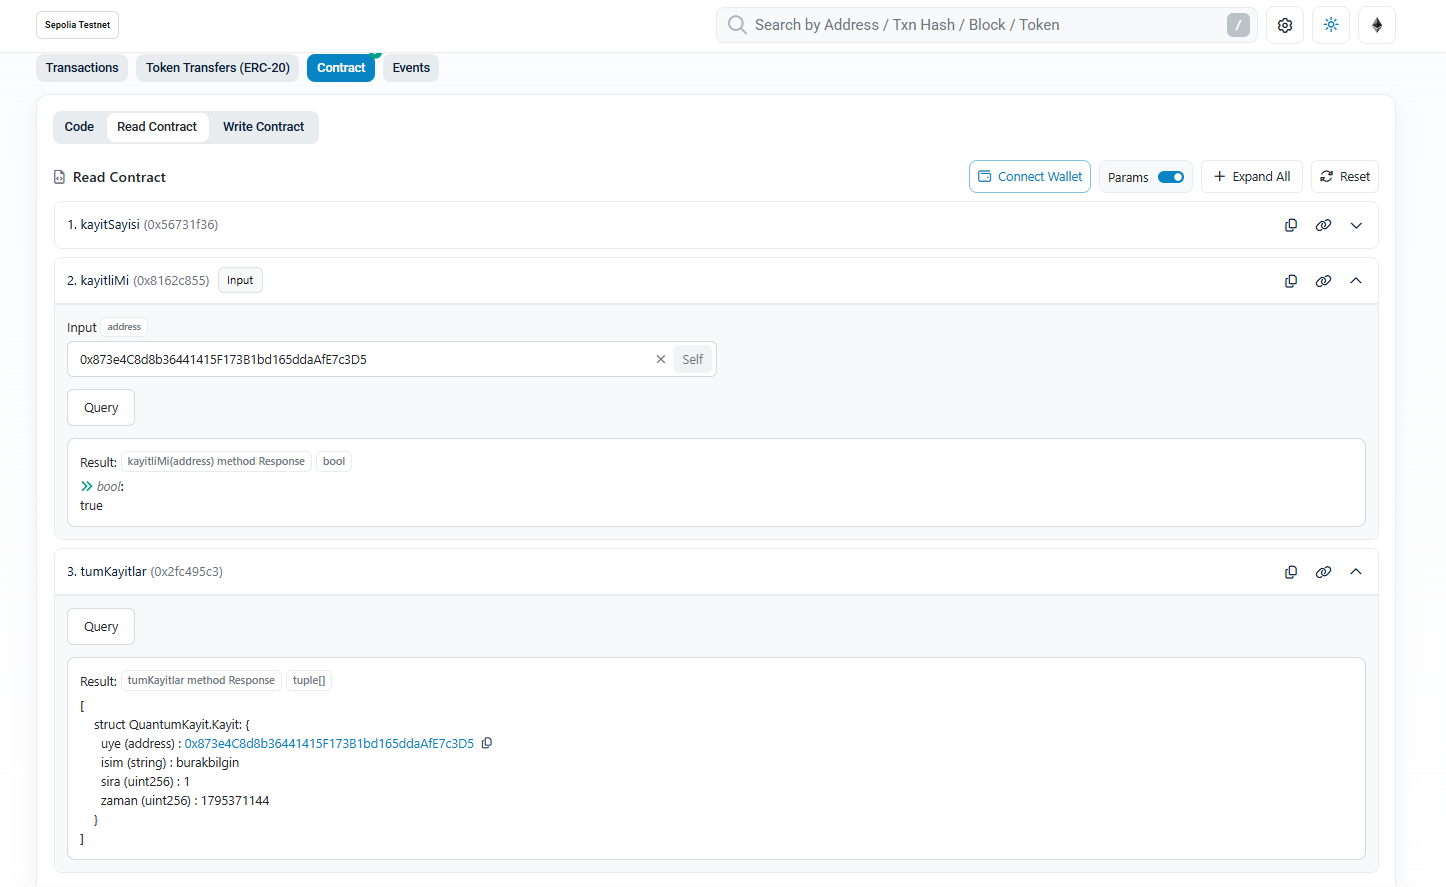 Sepolia Testnet
Search by Address / Txn Hash / Block / Token
/
Transactions
Token Transfers (ERC-20)
Contract
Events
Code
Read Contract
Write Contract
Read Contract
Connect Wallet
Params
Expand All
Reset
1. kayitSayisi (0x56731f36)
2. kayitliMi (0x8162c855) Input
Input address
0x873e4C8d8b36441415F173B1bd165ddaAfE7c3D5
Self
Query
Result: kayitliMi(address) method Response bool
bool:
true
3. tumKayitlar (0x2fc495c3)
Query
Result: tumKayitlar method Response tuple[]
[
struct QuantumKayit.Kayit: {
uye (address) : 0x873e4C8d8b36441415F173B1bd165ddaAfE7c3D5
isim (string) : burakbilgin
sira (uint256) : 1
zaman (uint256) : 1795371144
}
]